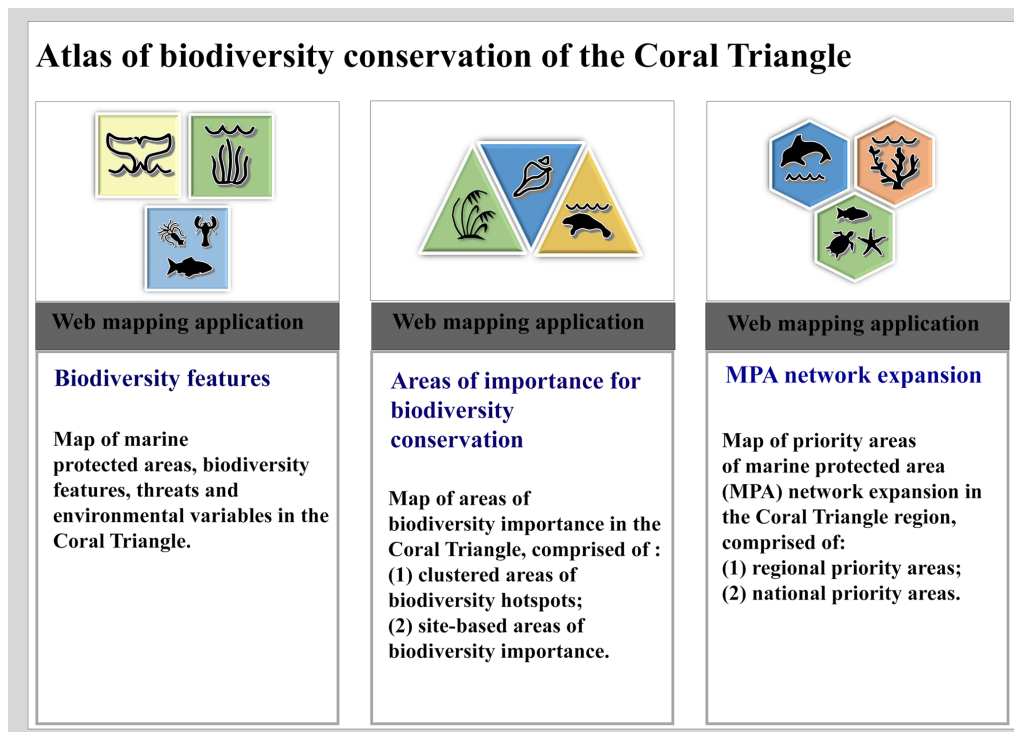 Atlas of biodiversity conservation of the Coral Triangle
Web mapping application
Biodiversity features
Map of marine
protected areas, biodiversity
features, threats and
environmental variables in the
Coral Triangle.
Web mapping application
Areas of importance for
biodiversity
conservation
Map of areas of
biodiversity importance in the
Coral Triangle, comprised of :
(1) clustered areas of
biodiversity hotspots;
(2) site-based areas of
biodiversity importance.
Web mapping application
MPA network expansion
Map of priority areas
of marine protected area
(MPA) network expansion in
the Coral Triangle region,
comprised of:
(1) regional priority areas;
(2) national priority areas.